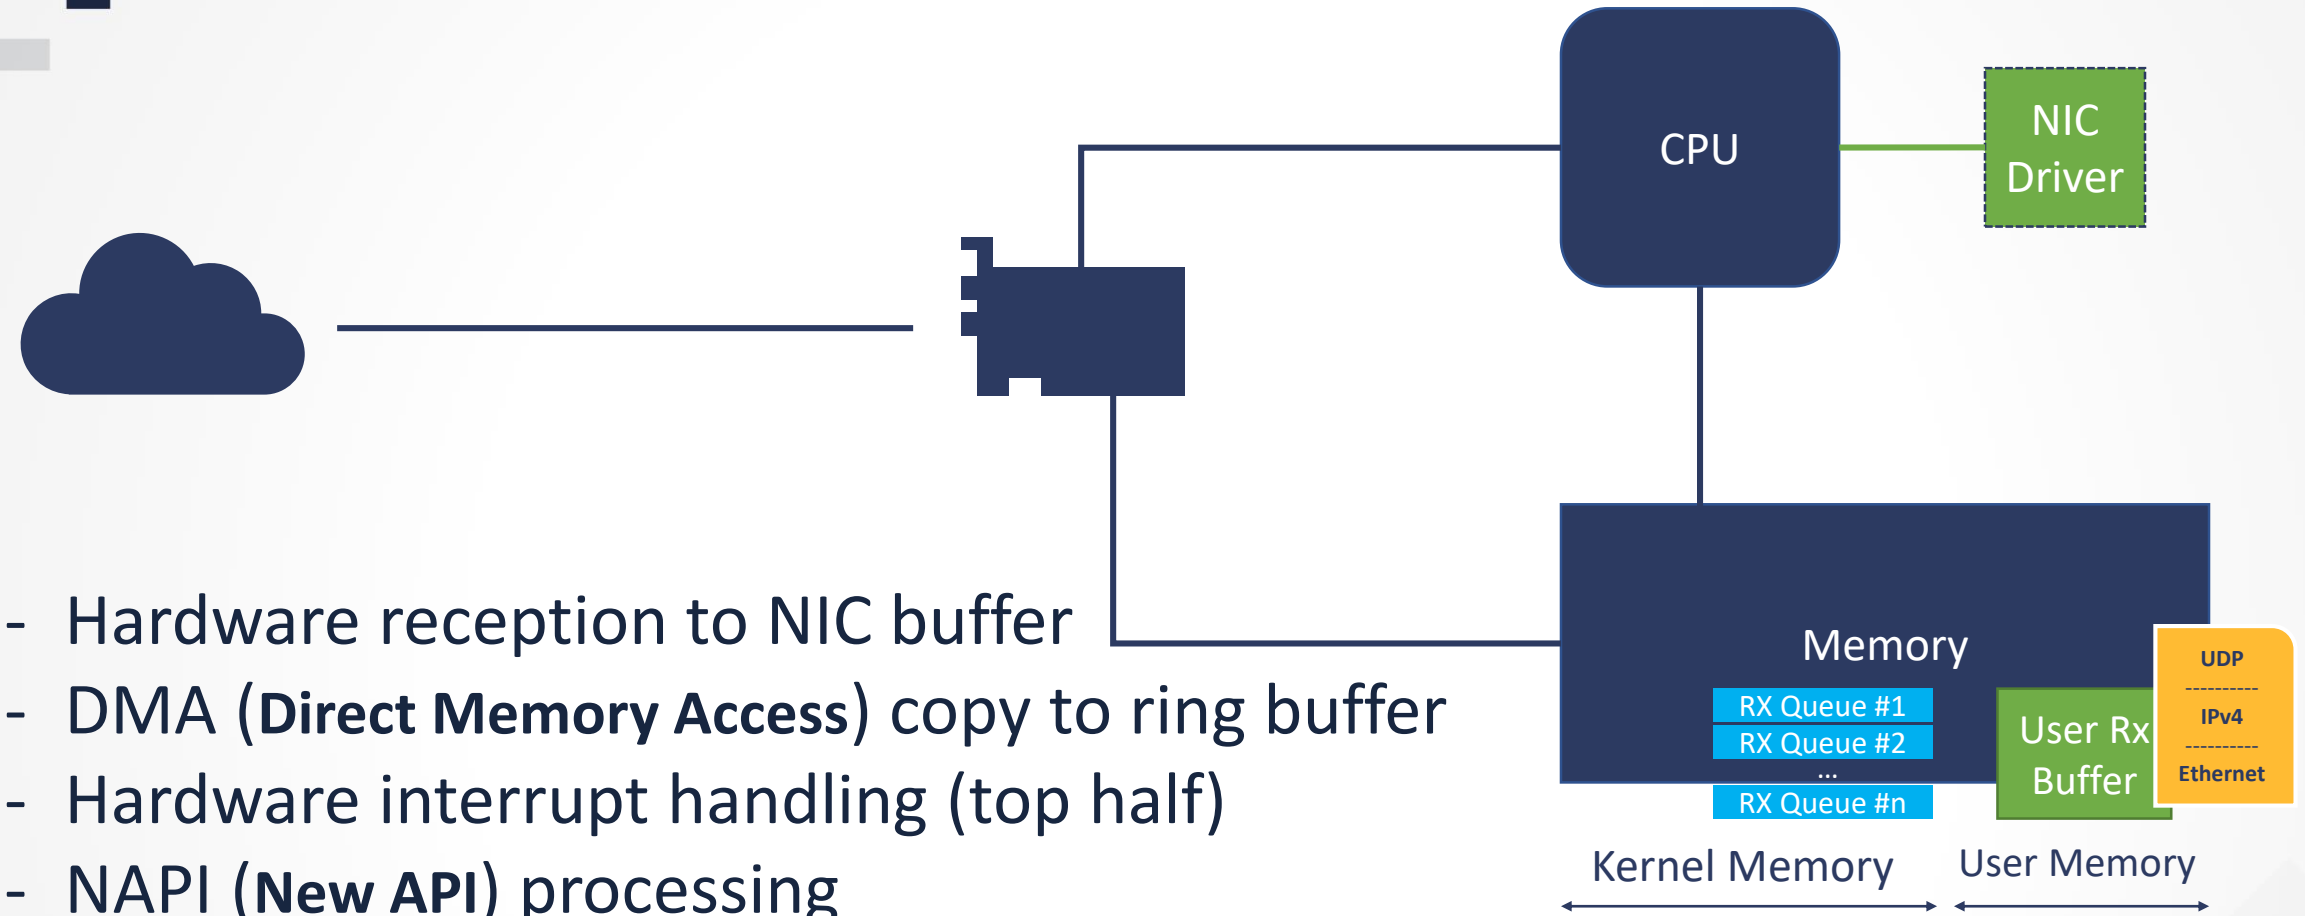 CPU
NIC
Driver
- Hardware reception to NIC buffer
- DMA (Direct Memory Access) copy to ring buffer
- Hardware interrupt handling (top half)
- NAPI (New API) processing
Memory
RX Queue #1
RX Queue #2
...
RX Queue #n
User Rx
Buffer
UDP
----------
IPv4
----------
Ethernet
Kernel Memory
User Memory